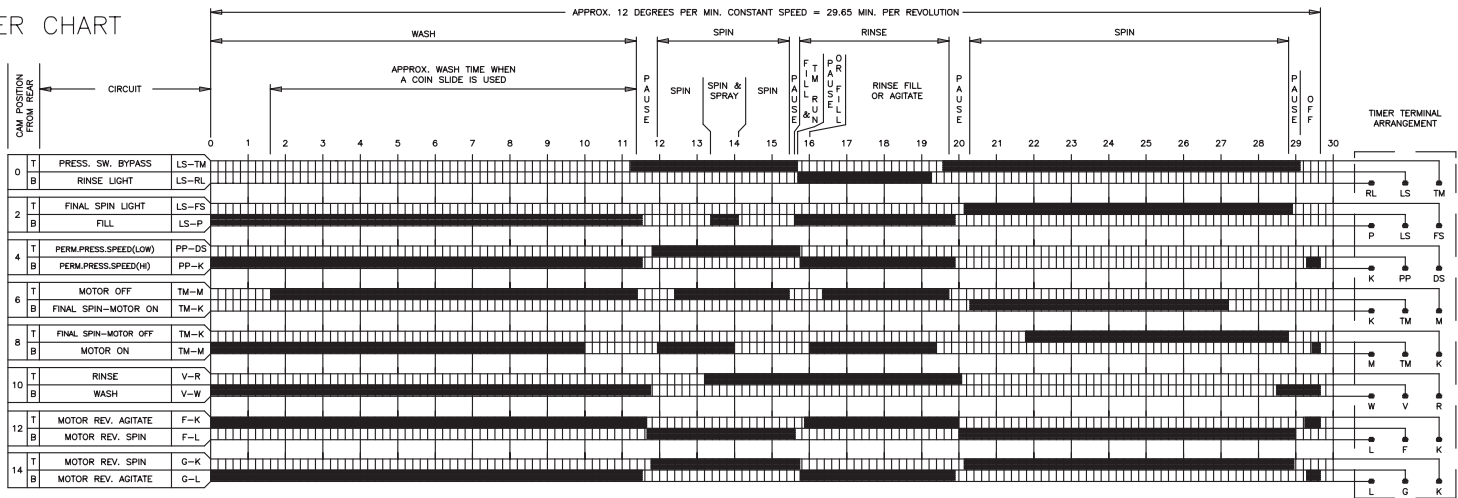 ER CHART
APPROX. 12 DEGREES PER MIN. CONSTANT SPEED = 29.65 MIN. PER REVOLUTION
WASH
SPIN
RINSE
SPIN
APPROX. WASH TIME WHEN
A COIN SLIDE IS USED
PAUSE
SPIN
SPIN &
SPRAY
SPIN
PAUSE
FILL &
TM RUN
PAUSE
OR FILL
RINSE FILL
OR AGITATE
PAUSE
PAUSE
OFF
CAM POSITION
FROM REAR
CIRCUIT
TIMER TERMINAL
ARRANGEMENT
0 1 2 3 4 5 6 7 8 9 10 11 12 13 14 15 16 17 18 19 20 21 22 23 24 25 26 27 28 29 30
0 T PRESS. SW. BYPASS LS-TM
B RINSE LIGHT LS-RL
RL LS TM
2 T FINAL SPIN LIGHT LS-FS
B FILL LS-P
P LS FS
4 T PERM.PRESS.SPEED(LOW) PP-DS
B PERM.PRESS.SPEED(HI) PP-K
K PP DS
6 T MOTOR OFF TM-M
B FINAL SPIN-MOTOR ON TM-K
K TM M
8 T FINAL SPIN-MOTOR OFF TM-K
B MOTOR ON TM-M
M TM K
10 T RINSE V-R
B WASH V-W
W V R
12 T MOTOR REV. AGITATE F-K
B MOTOR REV. SPIN F-L
L F K
14 T MOTOR REV. SPIN G-K
B MOTOR REV. AGITATE G-L
L G K